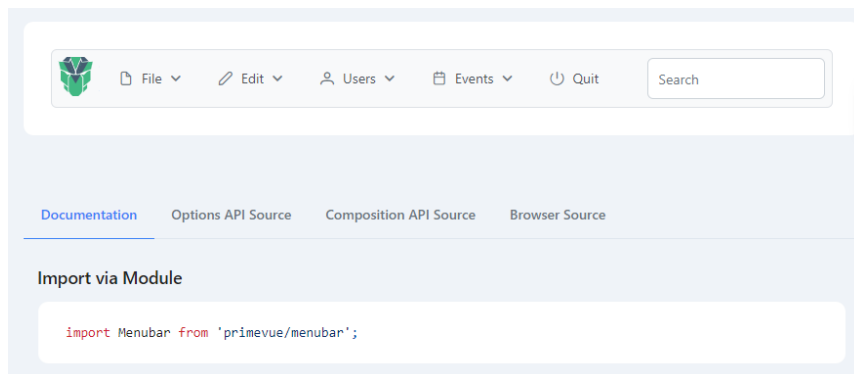 File Edit Users Events Quit Search
Documentation Options API Source Composition API Source Browser Source
Import via Module
import Menubar from 'primevue/menubar';